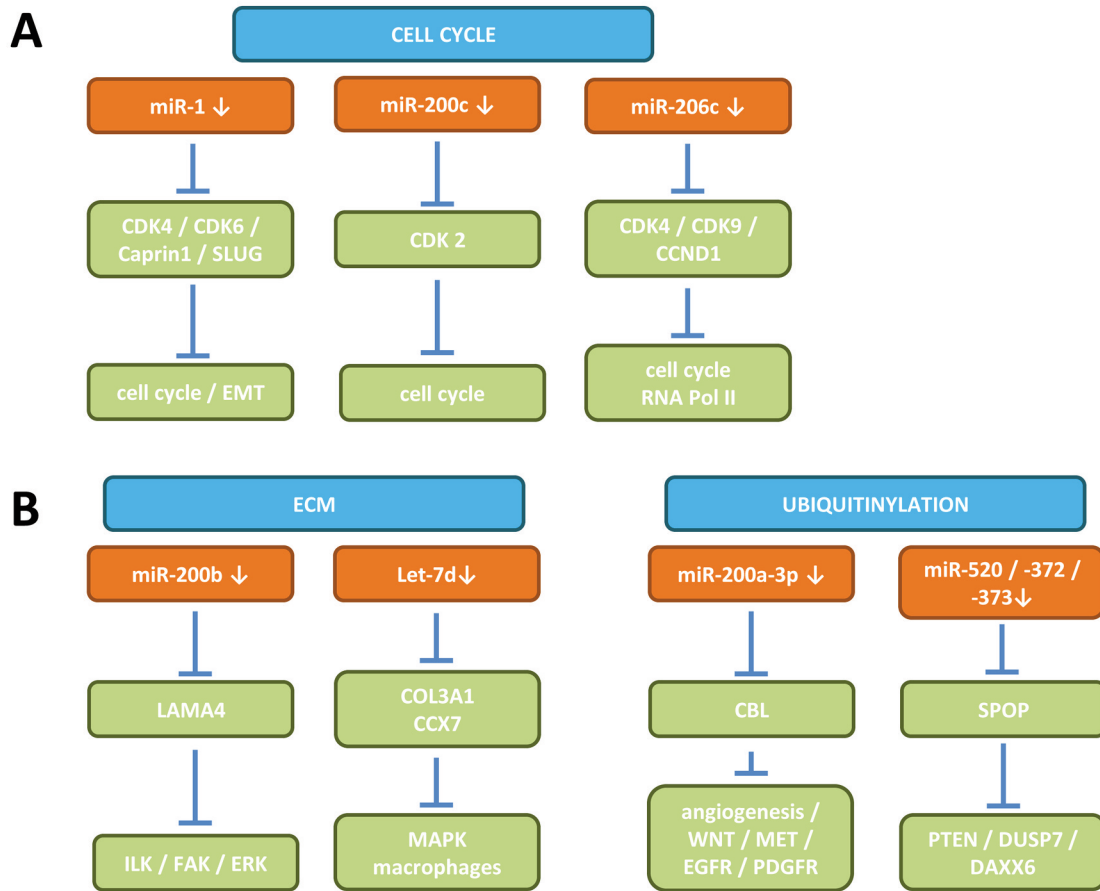 A
CELL CYCLE
miR-1 ↓
miR-200c ↓
miR-206c ↓
CDK4 / CDK6 /
Caprin1 / SLUG
CDK 2
CDK4 / CDK9 /
CCND1
cell cycle / EMT
cell cycle
cell cycle
RNA Pol II
B
ECM
UBIQUITINYLATION
miR-200b ↓
Let-7d↓
miR-200a-3p ↓
miR-520 / -372 /
-373↓
LAMA4
COL3A1
CCX7
CBL
SPOP
ILK / FAK / ERK
MAPK
macrophages
angiogenesis /
WNT / MET /
EGFR / PDGFR
PTEN / DUSP7 /
DAXX6